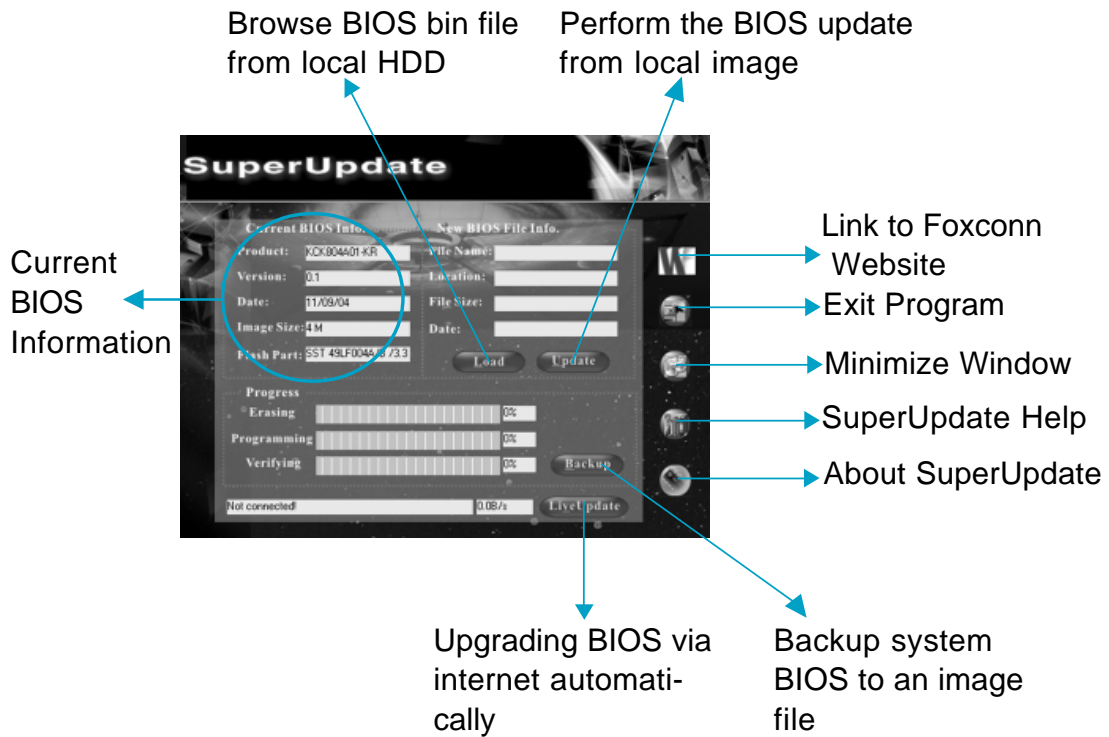 Browse BIOS bin file
from local HDD
Perform the BIOS update
from local image
SuperUpdate
Current BIOS Info.
New BIOS File Info.
Product: KCK804A01-KR
File Name:
Version: 0.1
Location:
Date: 11/09/04
File Size:
Image Size: 4 M
Date:
Flash Part: SST 49LF004A/B /3.3
Load
Update
Progress
Erasing 0%
Programming 0%
Verifying 0%
Backup
Not connected! 0.0B/s
LiveUpdate
Current
BIOS
Information
Link to Foxconn
Website
Exit Program
Minimize Window
SuperUpdate Help
About SuperUpdate
Upgrading BIOS via
internet automati-
cally
Backup system
BIOS to an image
file